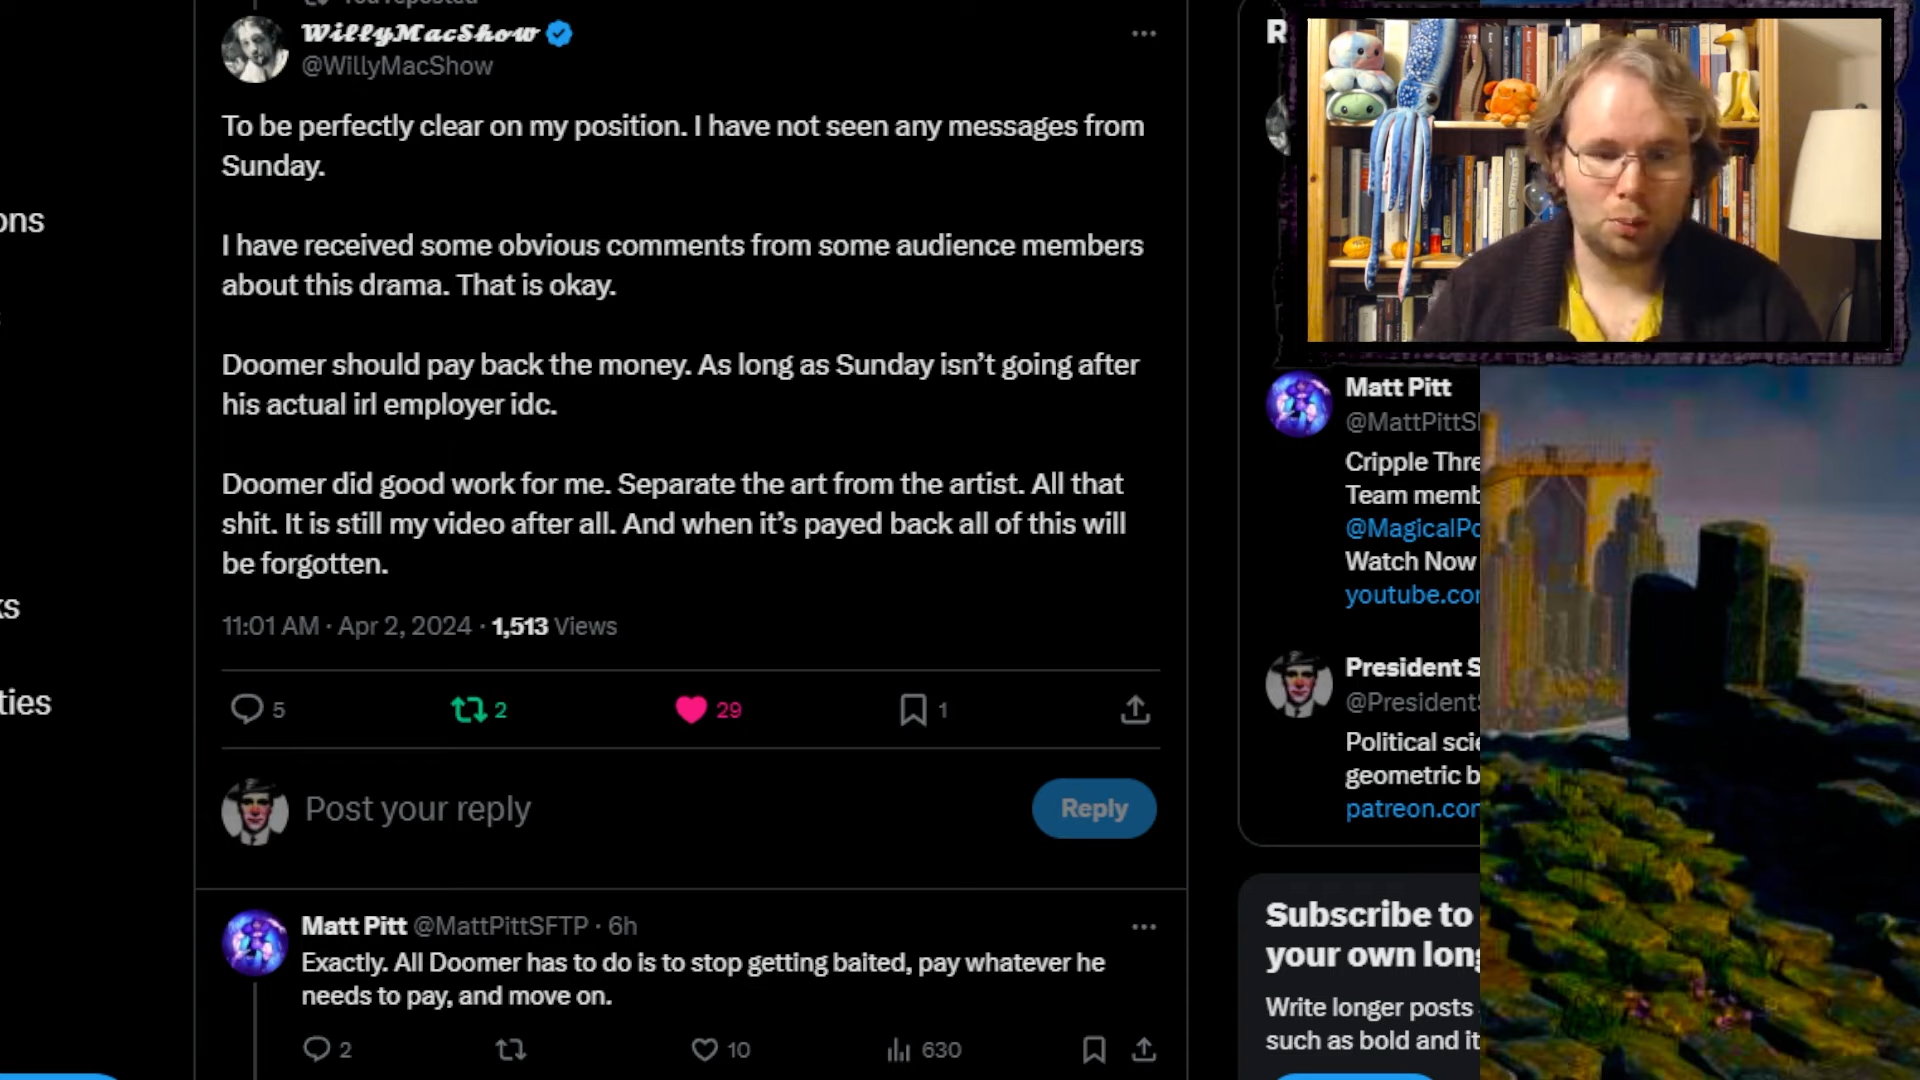 You reposted
WillyMacShow
@WillyMacShow
To be perfectly clear on my position. I have not seen any messages from
Sunday.
I have received some obvious comments from some audience members
about this drama. That is okay.
Doomer should pay back the money. As long as Sunday isn't going after
his actual irl employer idc.
Doomer did good work for me. Separate the art from the artist. All that
shit. It is still my video after all. And when it's payed back all of this will
be forgotten.
11:01 AM · Apr 2, 2024 · 1,513 Views
5
2
29
1
Post your reply
Reply
Matt Pitt @MattPittSFTP · 6h
Exactly. All Doomer has to do is to stop getting baited, pay whatever he
needs to pay, and move on.
2
10
630
ons
ks
ties
R
Matt Pitt
@MattPittS
Cripple Thre
Team memb
@MagicalPo
Watch Now
youtube.co
President S
@President
Political scie
geometric b
patreon.cor
Subscribe to
your own long
Write longer posts
such as bold and it